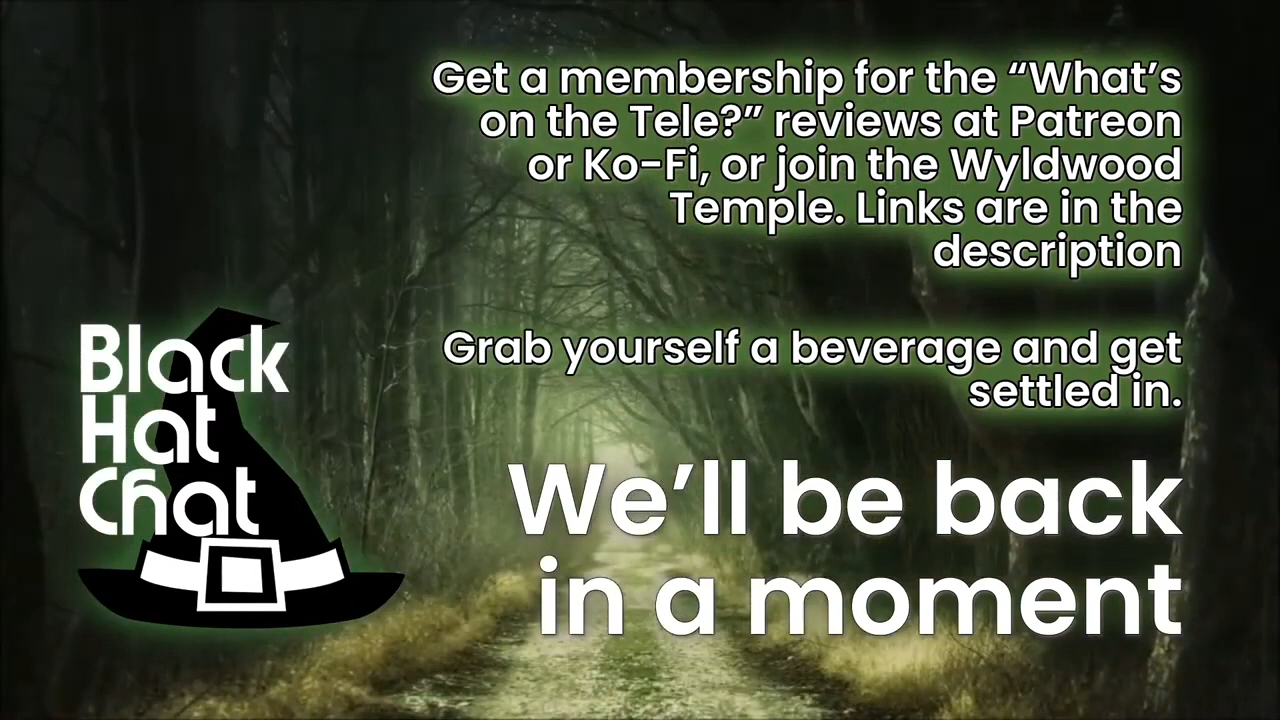 Get a membership for the “What’s
on the Tele?” reviews at Patreon
or Ko-Fi, or join the Wyldwood
Temple. Links are in the
description
Grab yourself a beverage and get
settled in.
We’ll be back
in a moment
Black
Hat
Chat